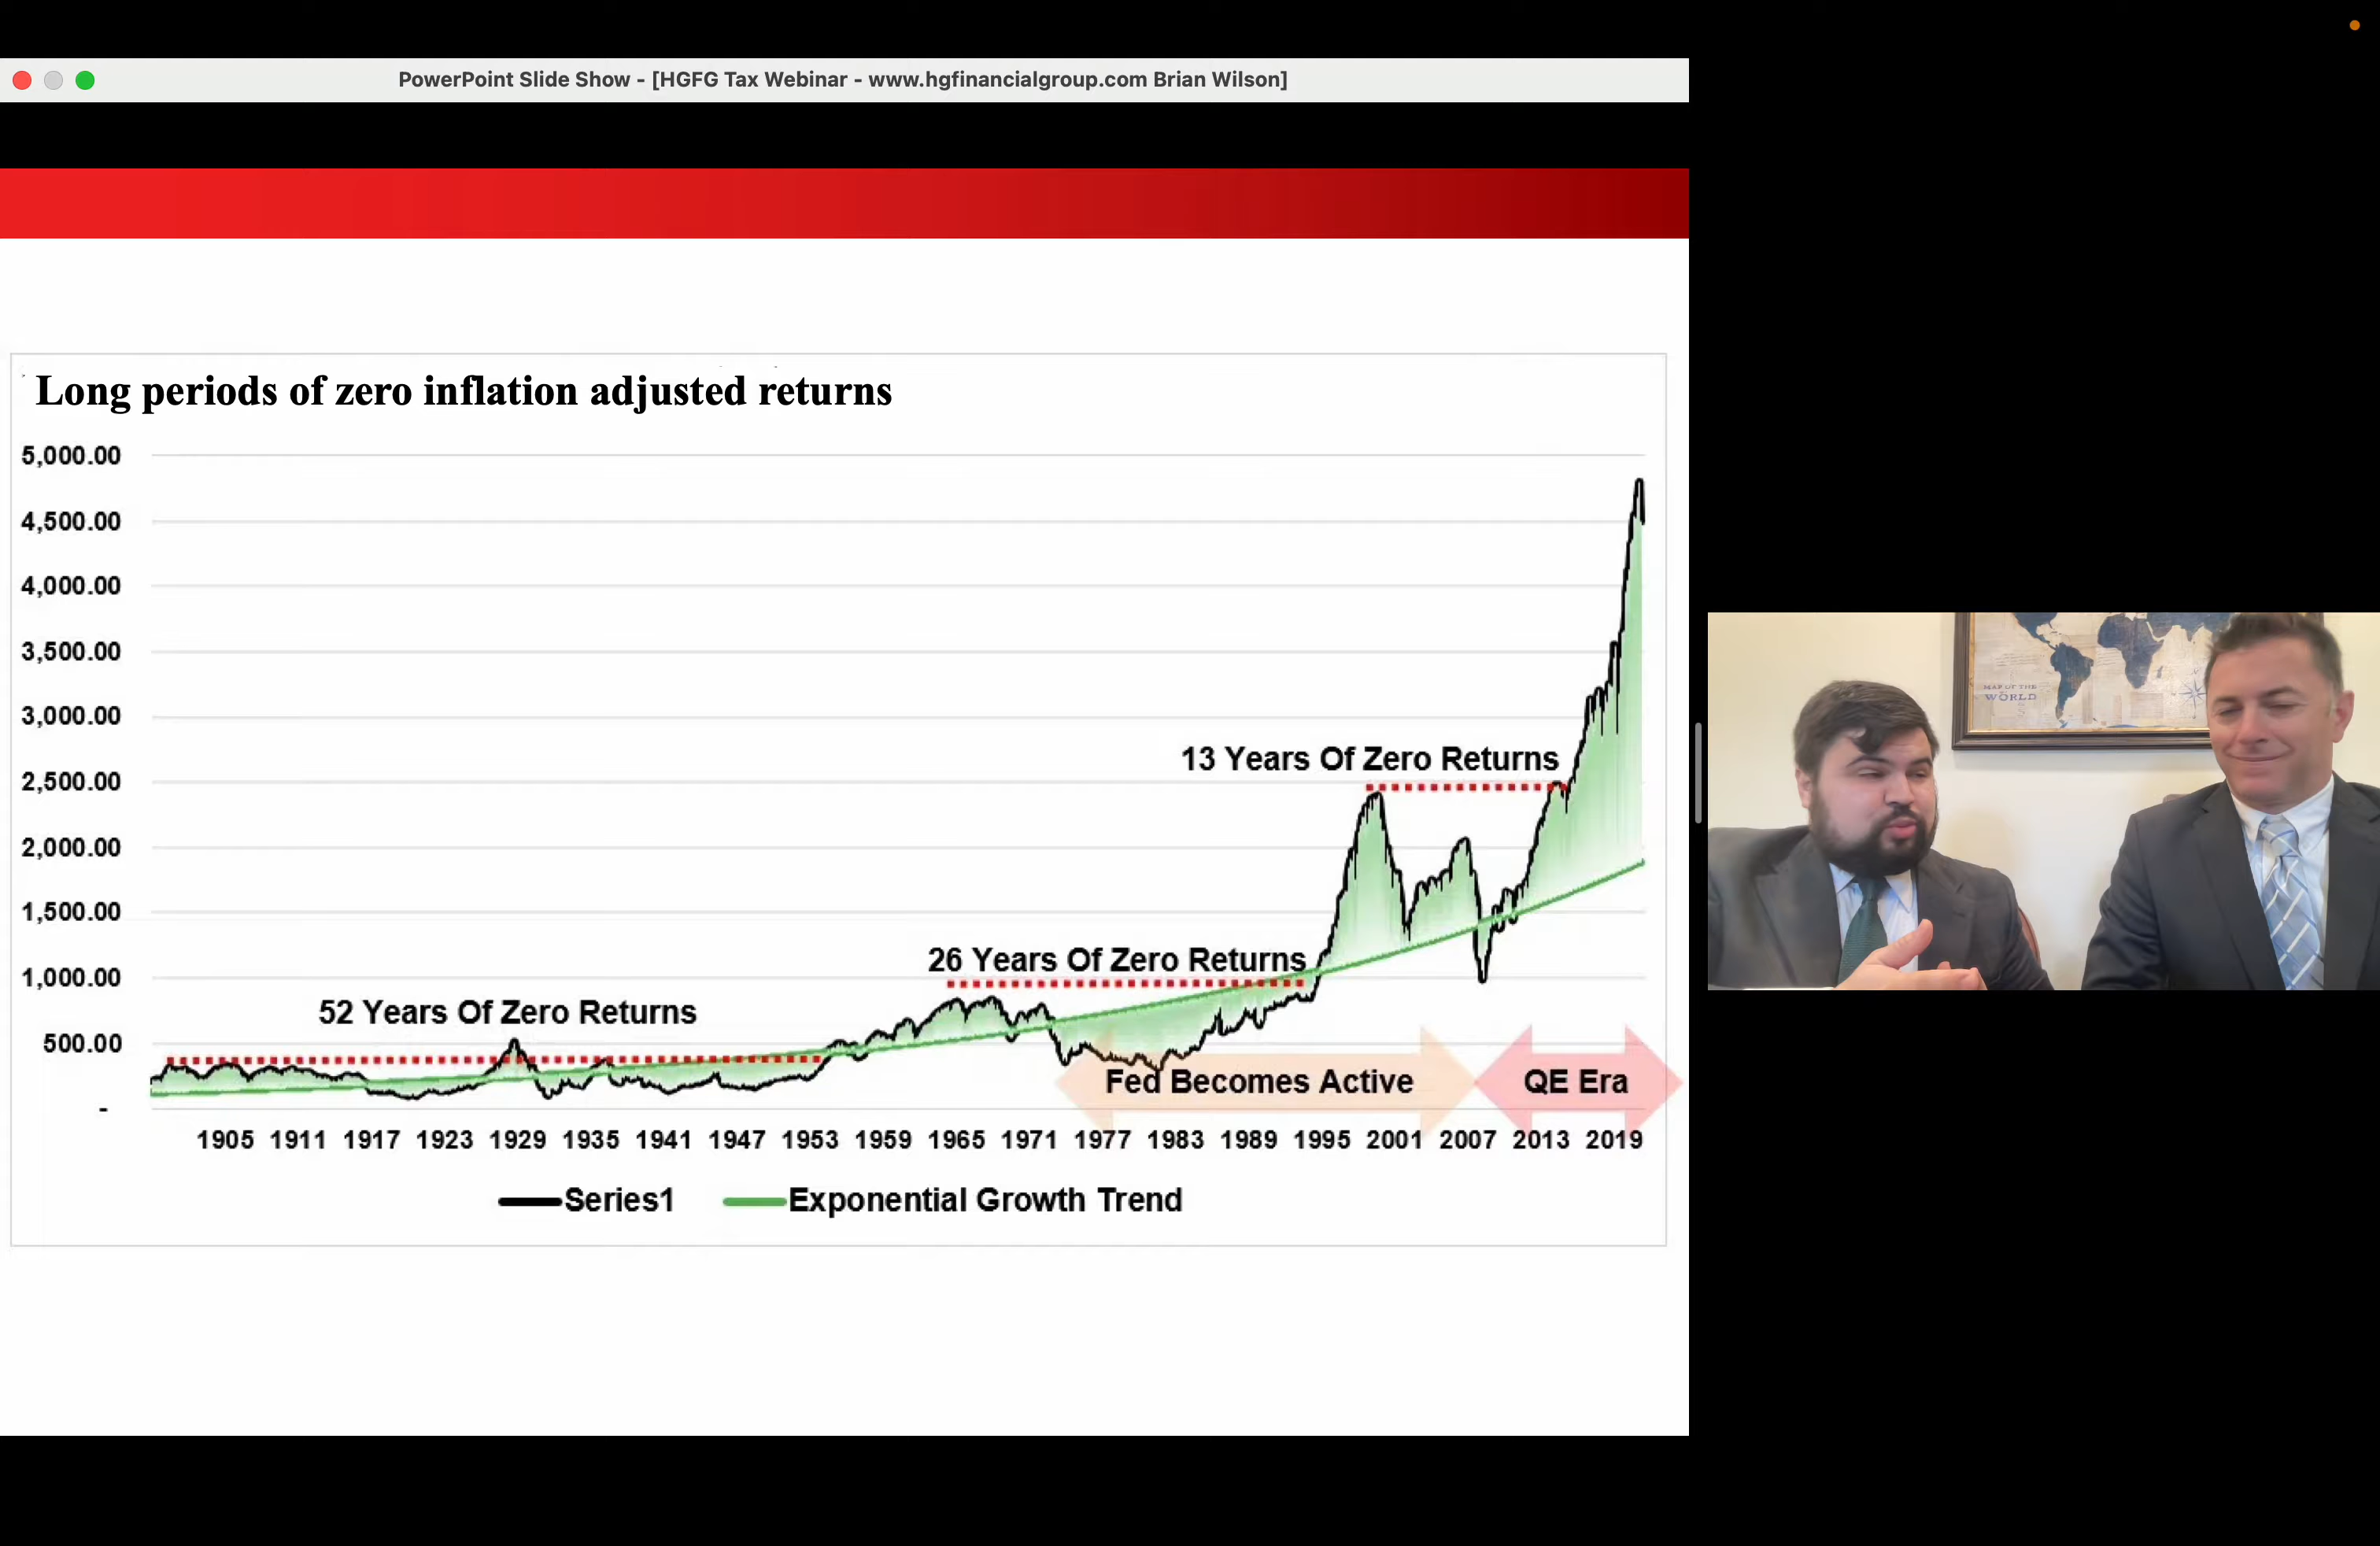 PowerPoint Slide Show - [HGFG Tax Webinar - www.hgfinancialgroup.com Brian Wilson]
Long periods of zero inflation adjusted returns
5,000.00
4,500.00
4,000.00
3,500.00
3,000.00
2,500.00
2,000.00
1,500.00
1,000.00
500.00
-
13 Years Of Zero Returns
26 Years Of Zero Returns
52 Years Of Zero Returns
Fed Becomes Active
QE Era
1905 1911 1917 1923 1929 1935 1941 1947 1953 1959 1965 1971 1977 1983 1989 1995 2001 2007 2013 2019
Series1 Exponential Growth Trend
MAP OF THE
WORLD